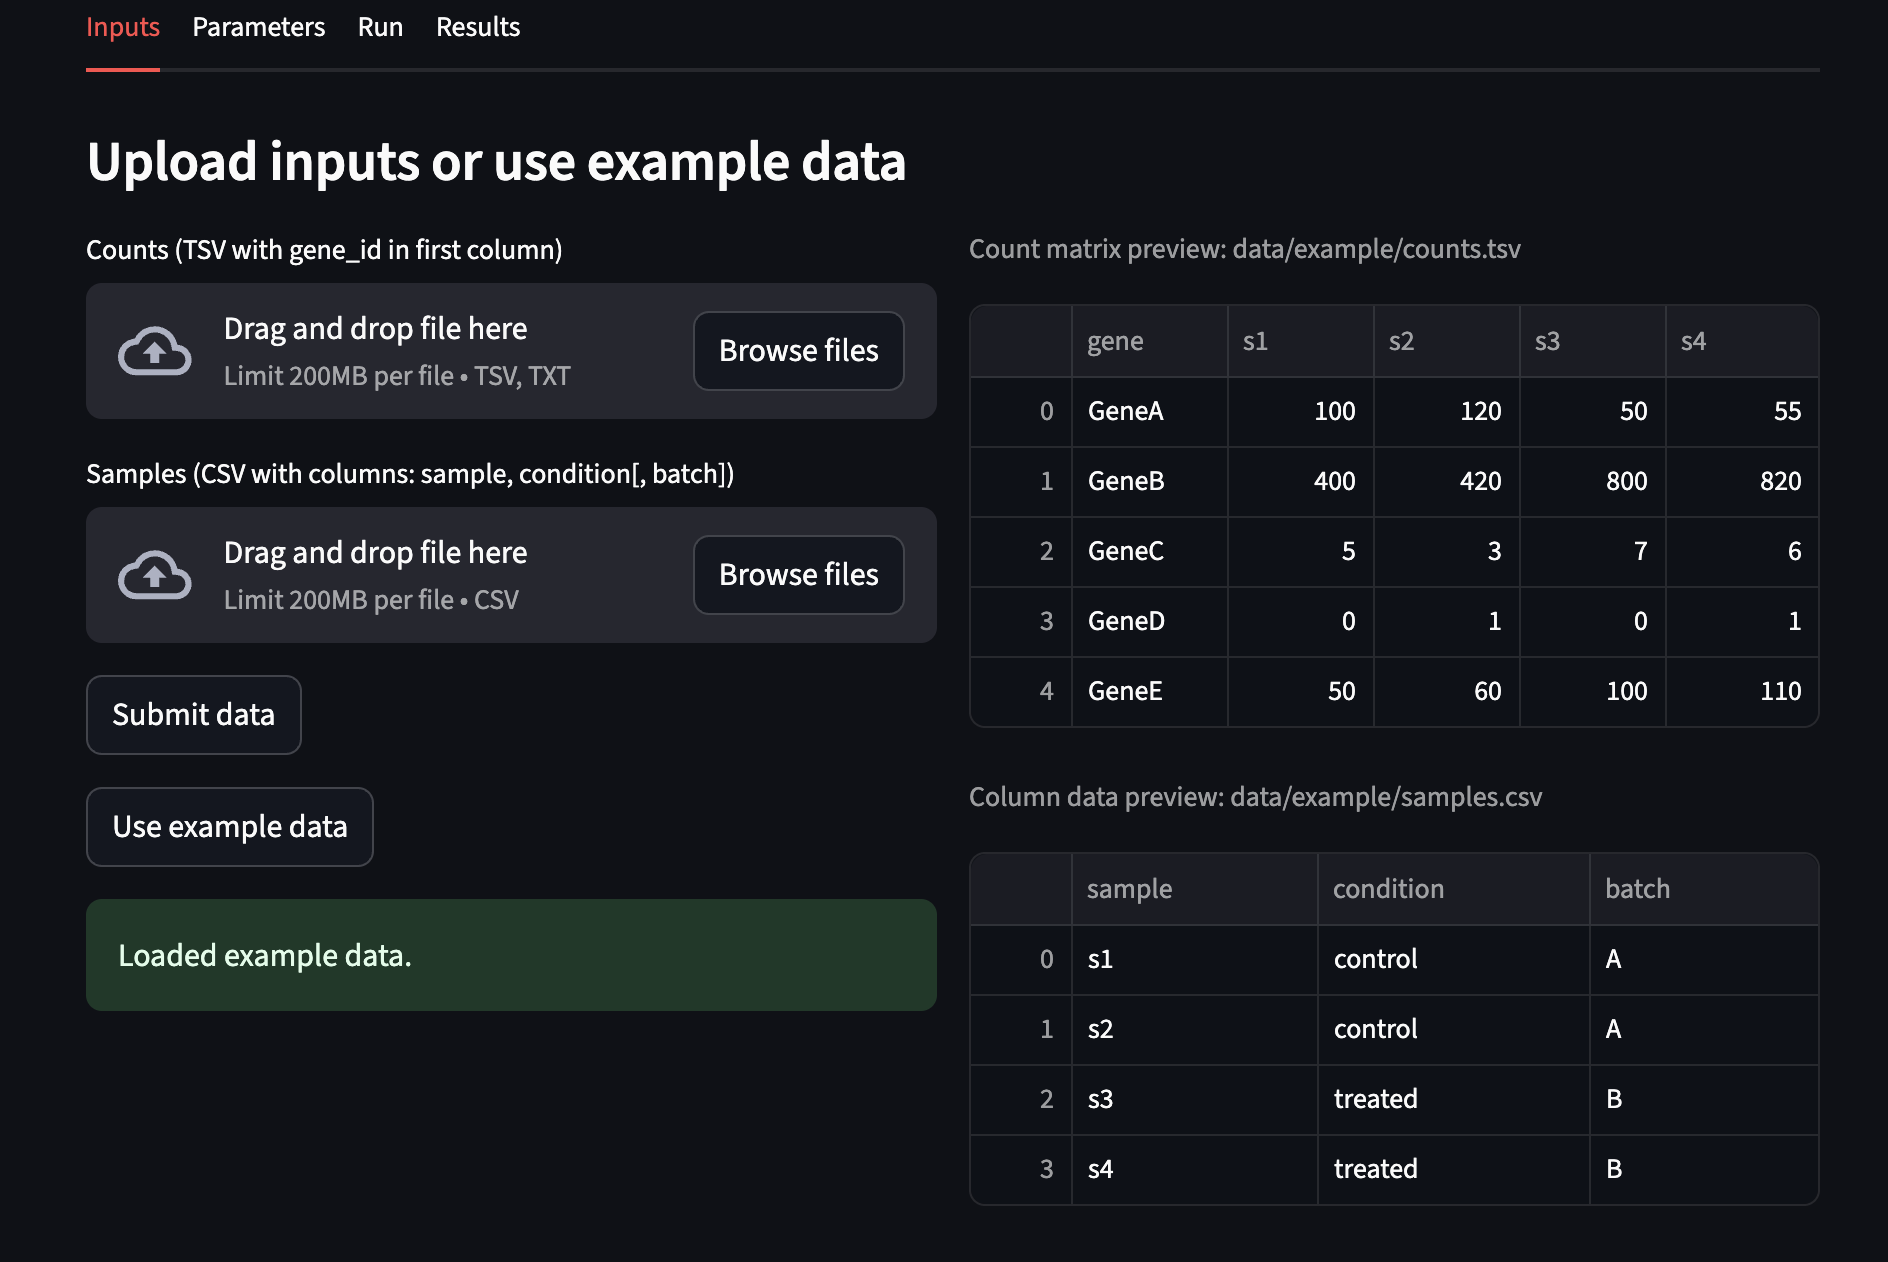 Inputs Parameters Run Results
Upload inputs or use example data
Counts (TSV with gene_id in first column)
Drag and drop file here
Limit 200MB per file • TSV, TXT
Browse files
Samples (CSV with columns: sample, condition[, batch])
Drag and drop file here
Limit 200MB per file • CSV
Browse files
Submit data
Use example data
Loaded example data.
Count matrix preview: data/example/counts.tsv
gene s1 s2 s3 s4
0 GeneA 100 120 50 55
1 GeneB 400 420 800 820
2 GeneC 5 3 7 6
3 GeneD 0 1 0 1
4 GeneE 50 60 100 110
Column data preview: data/example/samples.csv
sample condition batch
0 s1 control A
1 s2 control A
2 s3 treated B
3 s4 treated B